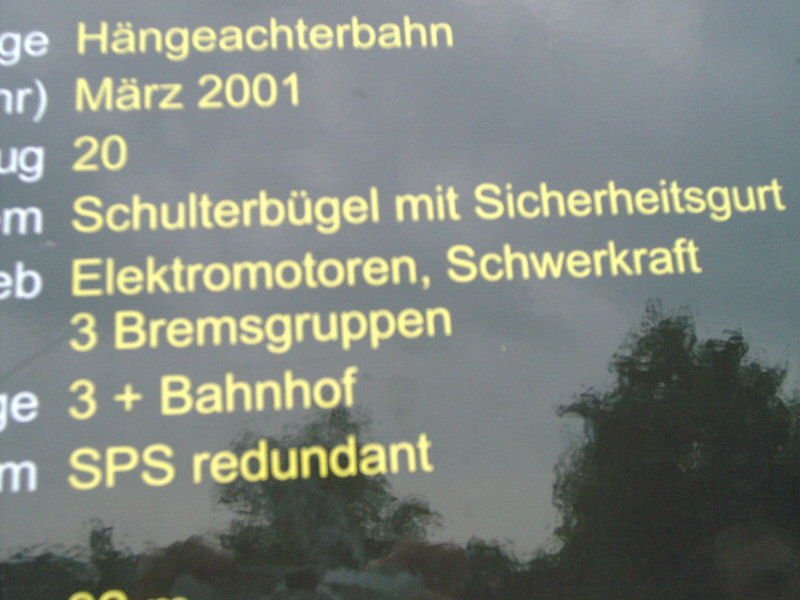 ge Hängeachterbahn
hr) März 2001
ug 20
em Schulterbügel mit Sicherheitsgurt
eb Elektromotoren, Schwerkraft
3 Bremsgruppen
ge 3 + Bahnhof
m SPS redundant